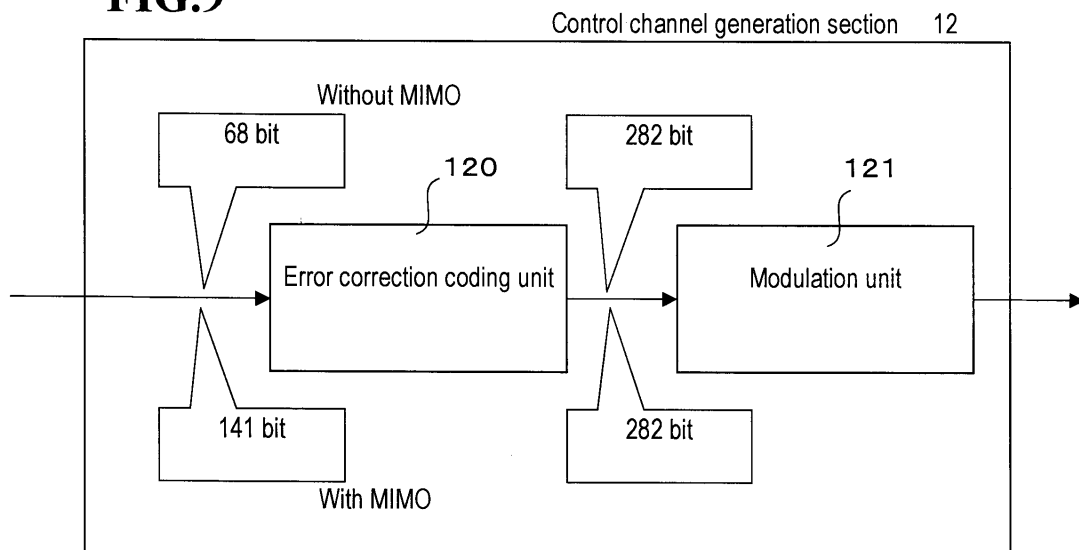 Control channel generation section 12
Without MIMO
68 bit
282 bit
120
121
Error correction coding unit
Modulation unit
141 bit
282 bit
With MIMO